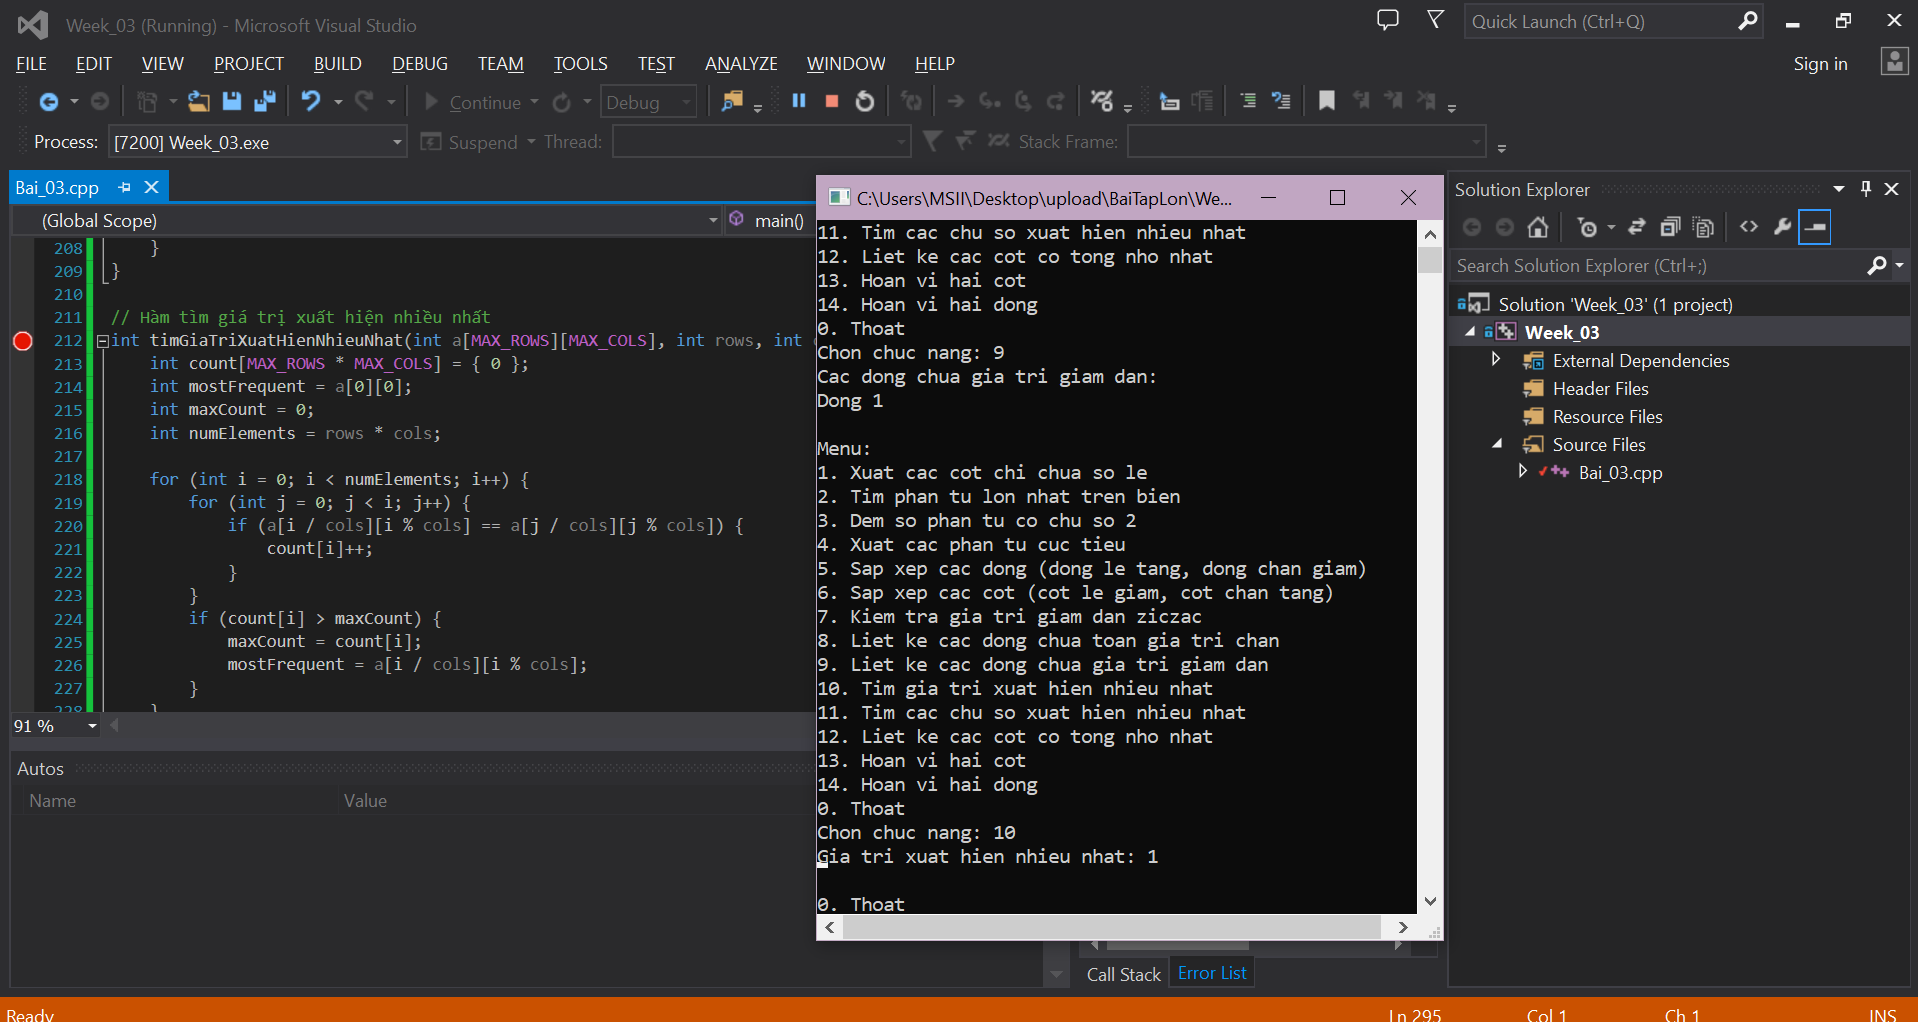 Week_03 (Running) - Microsoft Visual Studio
Quick Launch (Ctrl+Q)
FILE EDIT VIEW PROJECT BUILD DEBUG TEAM TOOLS TEST ANALYZE WINDOW HELP
Sign in
Continue
Debug
Process: [7200] Week_03.exe
Suspend
Thread:
Stack Frame:
Bai_03.cpp
(Global Scope)
main()
208 }
209 }
210
211 // Hàm tìm giá trị xuất hiện nhiều nhất
212 int timGiaTriXuatHienNhieuNhat(int a[MAX_ROWS][MAX_COLS], int rows, int
213 int count[MAX_ROWS * MAX_COLS] = { 0 };
214 int mostFrequent = a[0][0];
215 int maxCount = 0;
216 int numElements = rows * cols;
217
218 for (int i = 0; i < numElements; i++) {
219 for (int j = 0; j < i; j++) {
220 if (a[i / cols][i % cols] == a[j / cols][j % cols]) {
221 count[i]++;
222 }
223 }
224 if (count[i] > maxCount) {
225 maxCount = count[i];
226 mostFrequent = a[i / cols][i % cols];
227 }
228 }
91 %
Autos
Name Value
C:\Users\MSII\Desktop\upload\BaiTapLon\We...
11. Tim cac chu so xuat hien nhieu nhat
12. Liet ke cac cot co tong nho nhat
13. Hoan vi hai cot
14. Hoan vi hai dong
0. Thoat
Chon chuc nang: 9
Cac dong chua gia tri giam dan:
Dong 1
Menu:
1. Xuat cac cot chi chua so le
2. Tim phan tu lon nhat tren bien
3. Dem so phan tu co chu so 2
4. Xuat cac phan tu cuc tieu
5. Sap xep cac dong (dong le tang, dong chan giam)
6. Sap xep cac cot (cot le giam, cot chan tang)
7. Kiem tra gia tri giam dan ziczac
8. Liet ke cac dong chua toan gia tri chan
9. Liet ke cac dong chua gia tri giam dan
10. Tim gia tri xuat hien nhieu nhat
11. Tim cac chu so xuat hien nhieu nhat
12. Liet ke cac cot co tong nho nhat
13. Hoan vi hai cot
14. Hoan vi hai dong
0. Thoat
Chon chuc nang: 10
Gia tri xuat hien nhieu nhat: 1
0. Thoat
Call Stack
Error List
Solution Explorer
Search Solution Explorer (Ctrl+;)
Solution 'Week_03' (1 project)
Week_03
External Dependencies
Header Files
Resource Files
Source Files
Bai_03.cpp
Ready
Ln 295
Col 1
Ch 1
INS